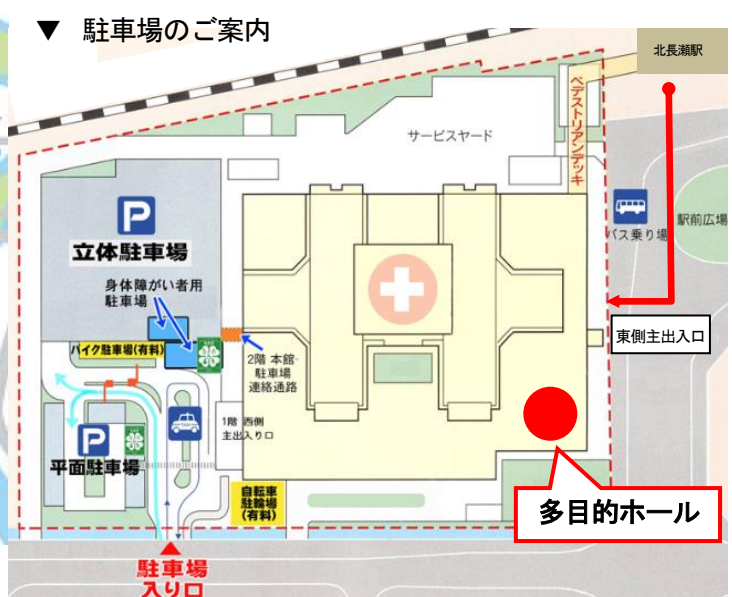 ▼ 駐車場のご案内
北長瀬駅
ペデストリアンデッキ
サービスヤード
P
立体駐車場
身体障がい者用
駐車場
バス乗り場
駅前広場
東側主出入口
バイク駐車場(有料)
2階 本館-
駐車場
連絡通路
P
平面駐車場
1階 西側
主出入り口
自転車
駐輪場
(有料)
多目的ホール
駐車場
入り口